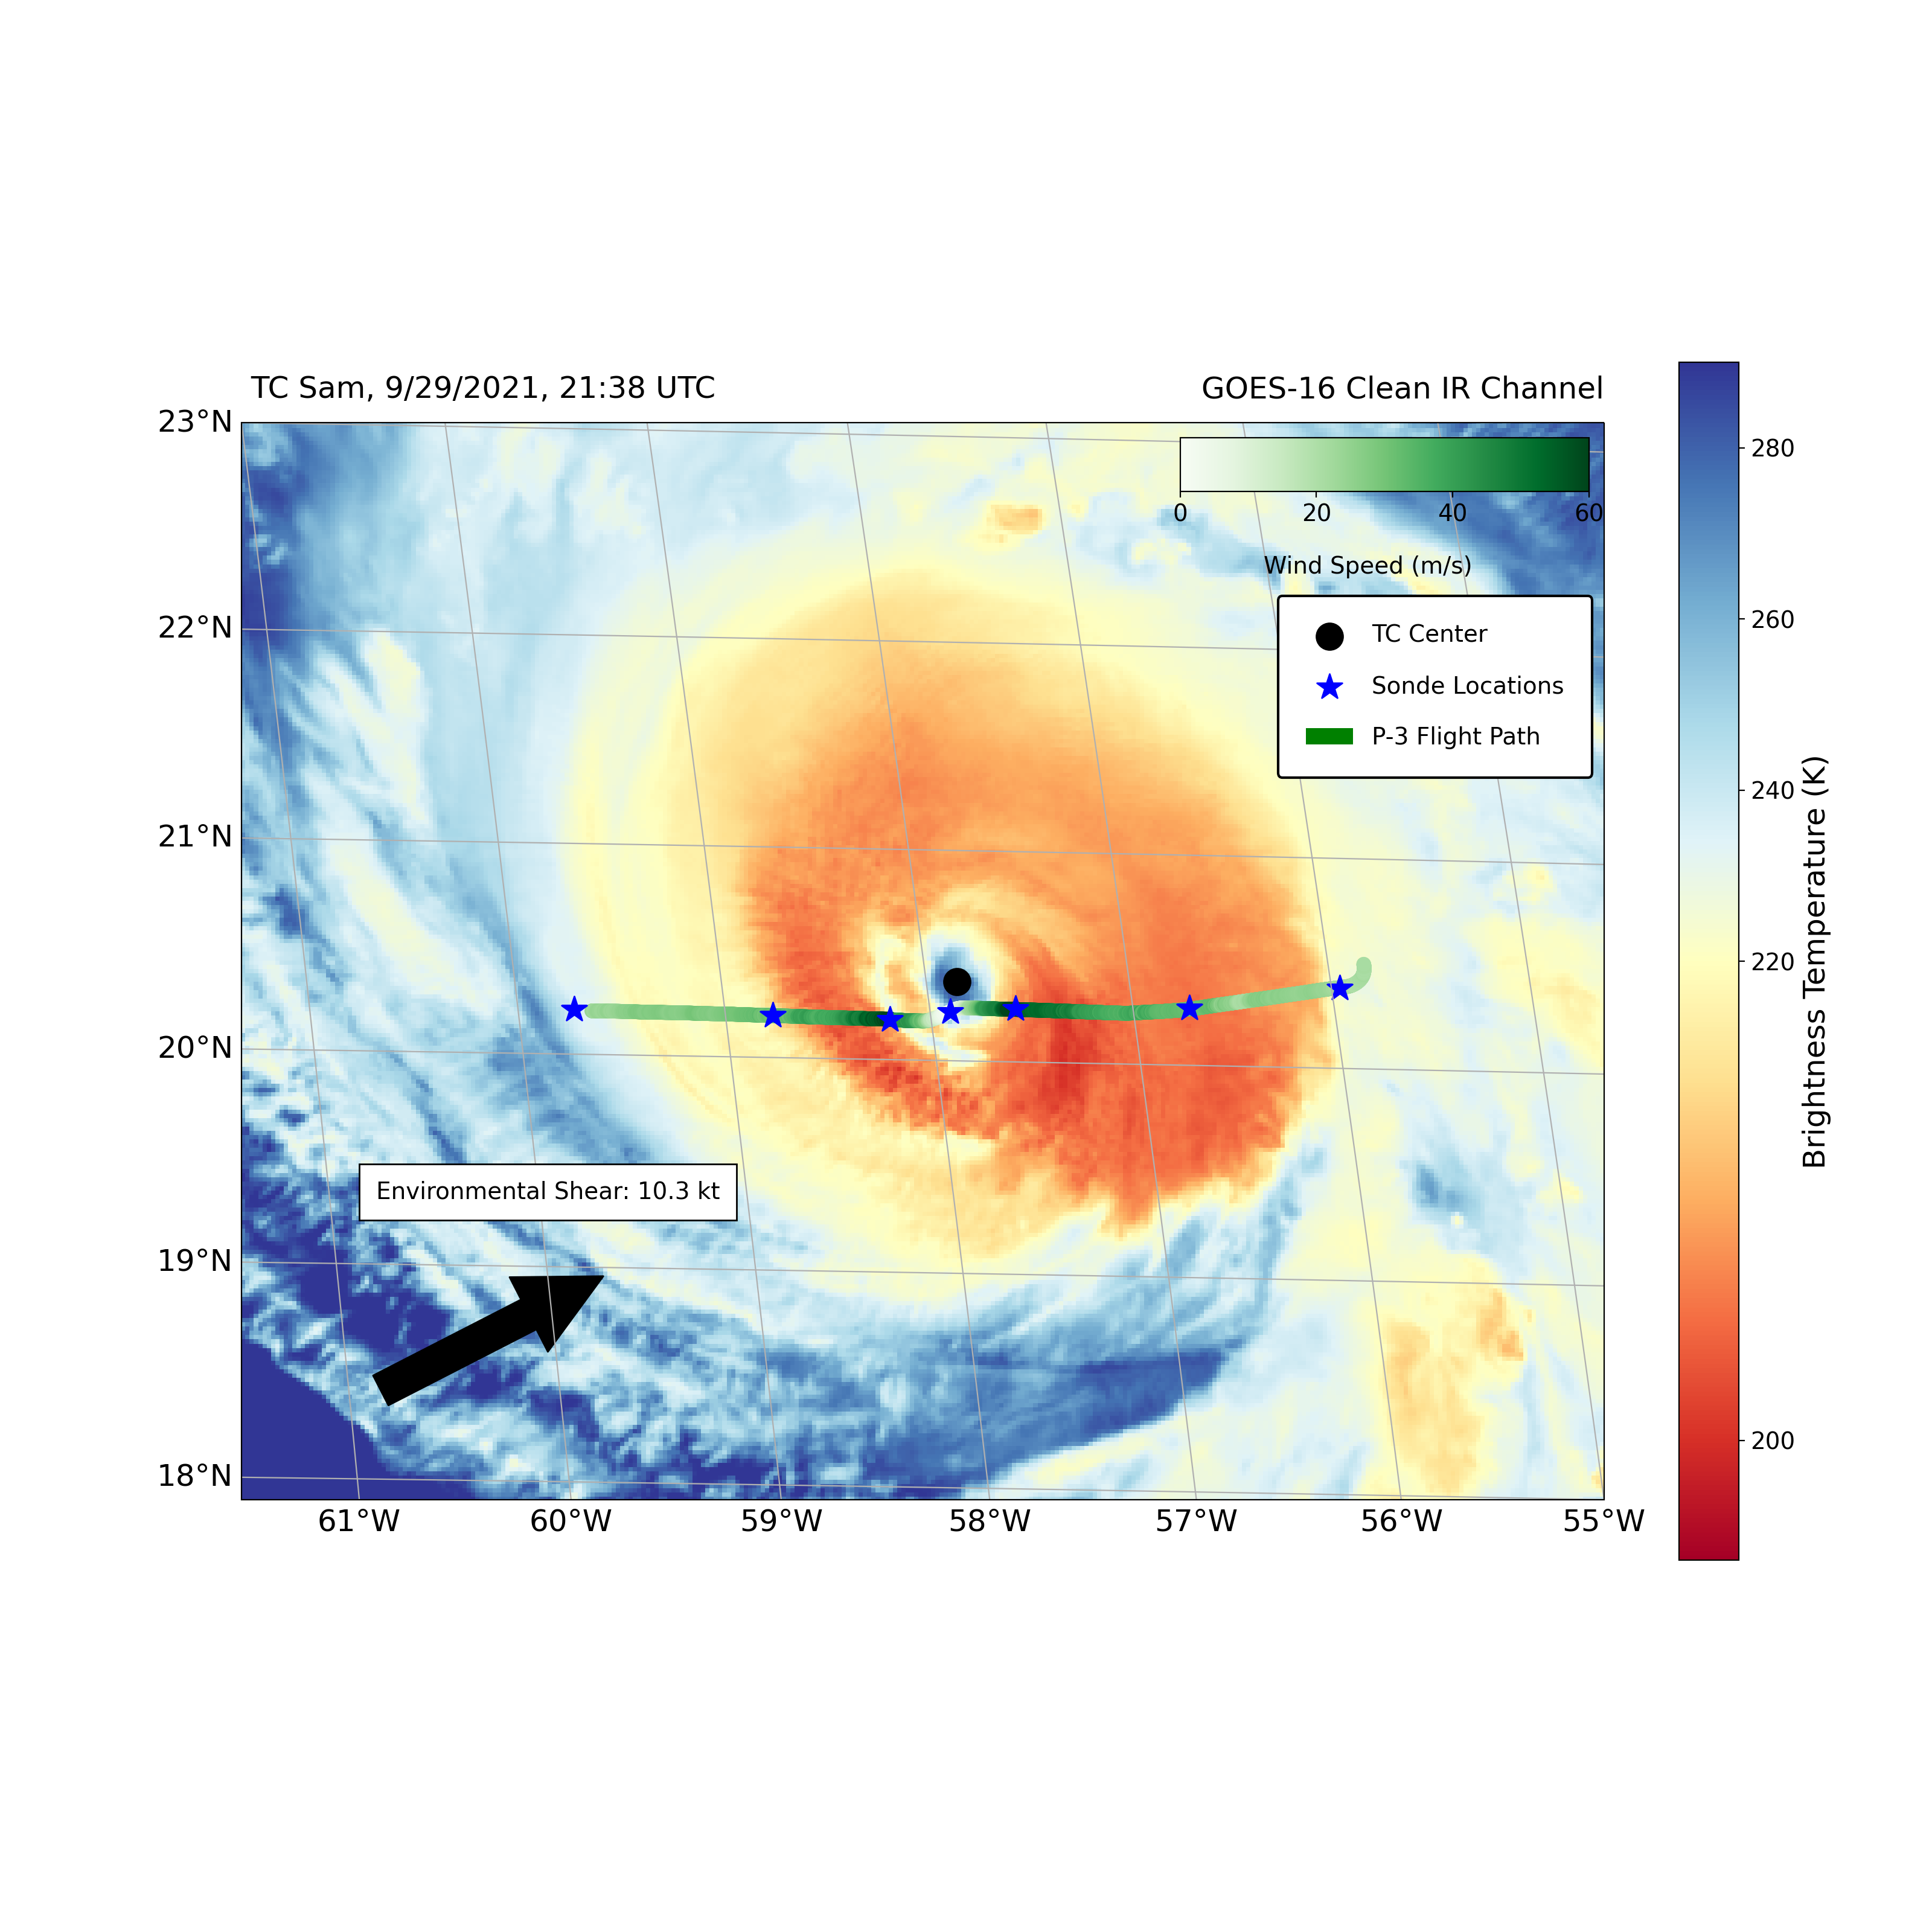 TC Sam, 9/29/2021, 21:38 UTC
GOES-16 Clean IR Channel
23°N
22°N
21°N
20°N
19°N
18°N
0 20 40 60
Wind Speed (m/s)
TC Center
Sonde Locations
P-3 Flight Path
Environmental Shear: 10.3 kt
61°W 60°W 59°W 58°W 57°W 56°W 55°W
280
260
240
220
200
Brightness Temperature (K)